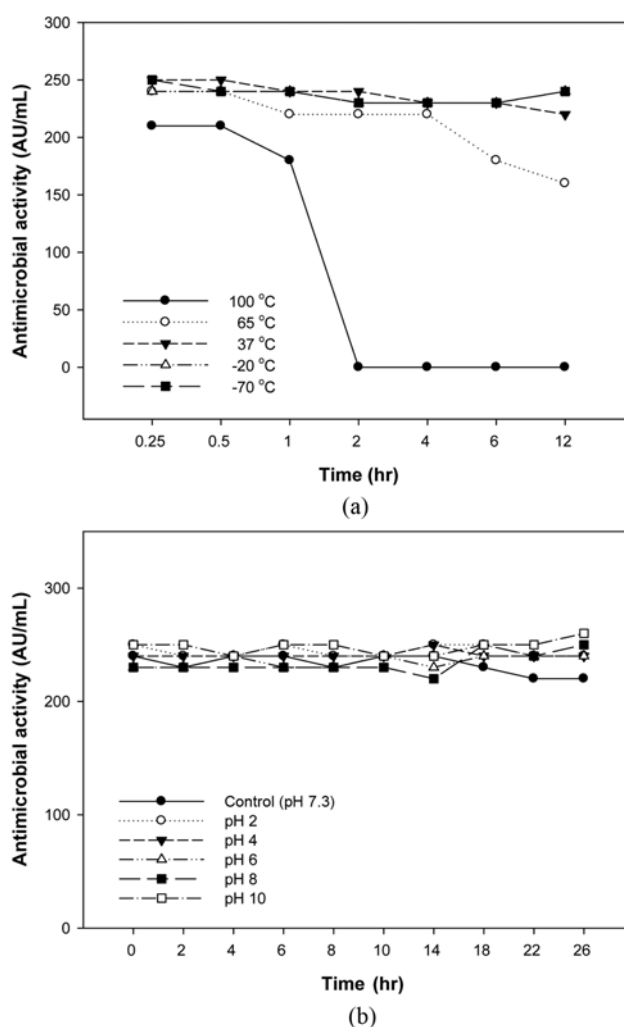 300
250
200
150
100
50
0
Antimicrobial activity (AU/mL)
100 °C
65 °C
37 °C
-20 °C
-70 °C
0.25 0.5 1 2 4 6 12
Time (hr)
(a)
300
200
100
0
Antimicrobial activity (AU/mL)
Control (pH 7.3)
pH 2
pH 4
pH 6
pH 8
pH 10
0 2 4 6 8 10 14 18 22 26
Time (hr)
(b)